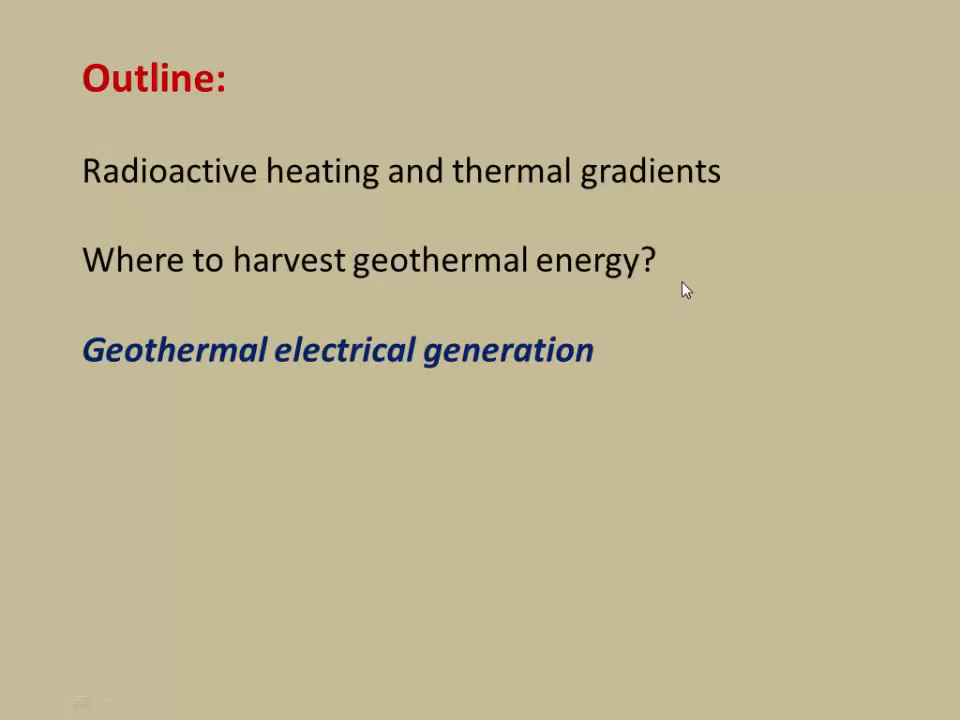 Outline:
Radioactive heating and thermal gradients
Where to harvest geothermal energy?
Geothermal electrical generation